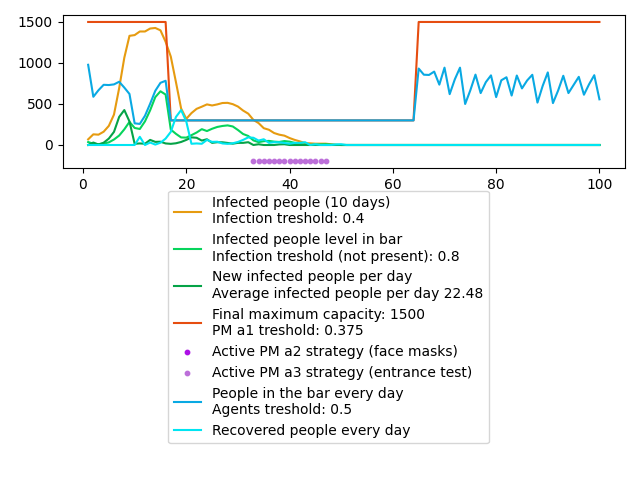 1500
1000
500
0
0
20
40
60
80
100
Infected people (10 days)
Infection treshold: 0.4
Infected people level in bar
Infection treshold (not present): 0.8
New infected people per day
Average infected people per day 22.48
Final maximum capacity: 1500
PM a1 treshold: 0.375
Active PM a2 strategy (face masks)
Active PM a3 strategy (entrance test)
People in the bar every day
Agents treshold: 0.5
Recovered people every day